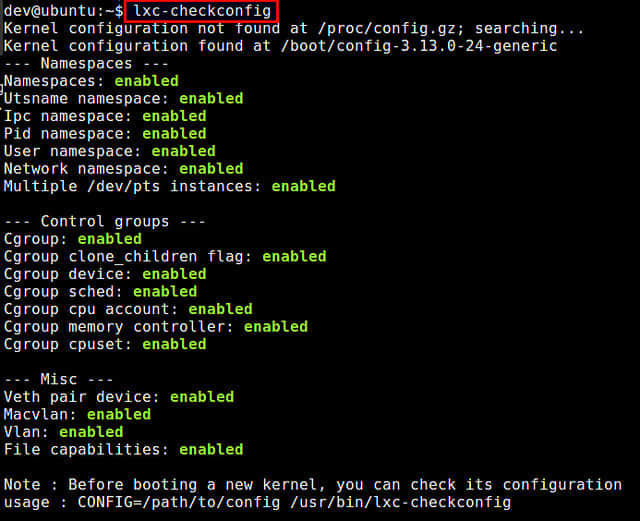 dev@ubuntu:~$ lxc-checkconfig
Kernel configuration not found at /proc/config.gz; searching...
Kernel configuration found at /boot/config-3.13.0-24-generic
--- Namespaces ---
Namespaces: enabled
Utsname namespace: enabled
Ipc namespace: enabled
Pid namespace: enabled
User namespace: enabled
Network namespace: enabled
Multiple /dev/pts instances: enabled

--- Control groups ---
Cgroup: enabled
Cgroup clone_children flag: enabled
Cgroup device: enabled
Cgroup sched: enabled
Cgroup cpu account: enabled
Cgroup memory controller: enabled
Cgroup cpuset: enabled

--- Misc ---
Veth pair device: enabled
Macvlan: enabled
Vlan: enabled
File capabilities: enabled

Note : Before booting a new kernel, you can check its configuration
usage : CONFIG=/path/to/config /usr/bin/lxc-checkconfig